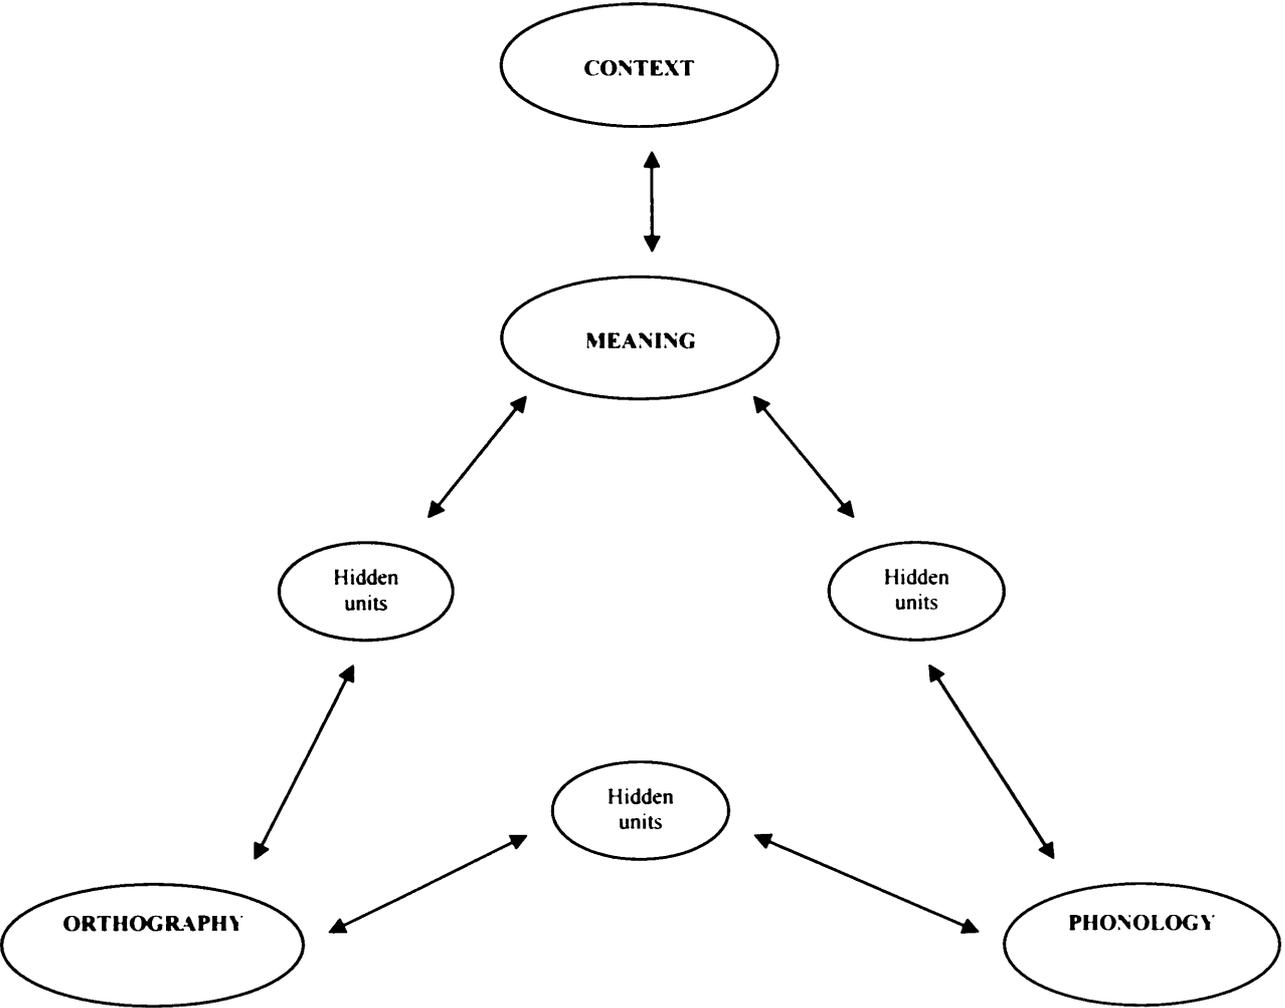 CONTEXT
MEANING
Hidden
units
Hidden
units
Hidden
units
ORTHOGRAPHY
PHONOLOGY